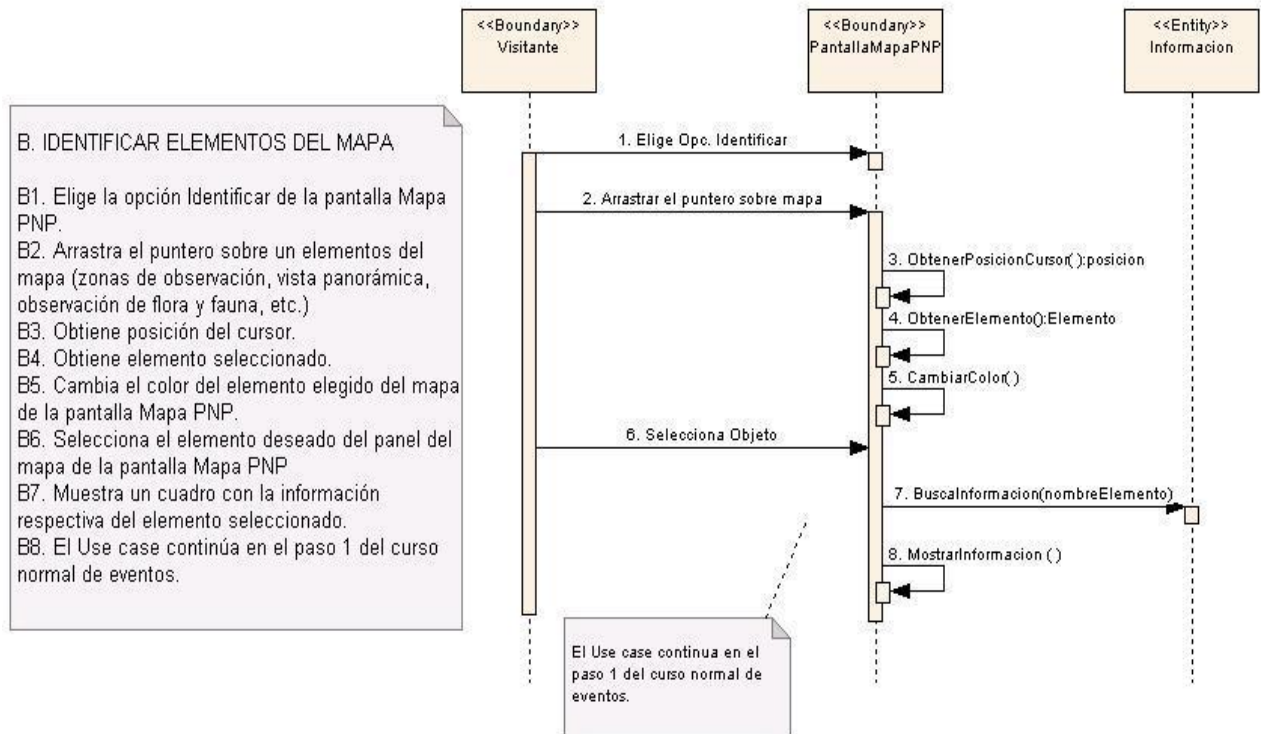 <<Boundary>>
Visitante
<<Boundary>>
PantallaMapaPNP
<<Entity>>
Informacion
B. IDENTIFICAR ELEMENTOS DEL MAPA
B1. Elige la opción Identificar de la pantalla Mapa
PNP.
B2. Arrastra el puntero sobre un elementos del
mapa (zonas de observación, vista panorámica,
observación de flora y fauna, etc.)
B3. Obtiene posición del cursor.
B4. Obtiene elemento seleccionado.
B5. Cambia el color del elemento elegido del mapa
de la pantalla Mapa PNP.
B6. Selecciona el elemento deseado del panel del
mapa de la pantalla Mapa PNP
B7. Muestra un cuadro con la información
respectiva del elemento seleccionado.
B8. El Use case continúa en el paso 1 del curso
normal de eventos.
1. Elige Opc. Identificar
2. Arrastrar el puntero sobre mapa
3. ObtenerPosicionCursor( ):posicion
4. ObtenerElemento():Elemento
5. CambiarColor( )
6. Selecciona Objeto
7. BuscaInformacion(nombreElemento)
8. MostrarInformacion ( )
El Use case continua en el
paso 1 del curso normal de
eventos.